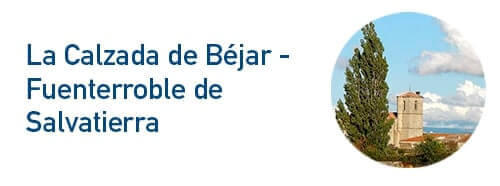 La Calzada de Béjar -
Fuenterroble de
Salvatierra